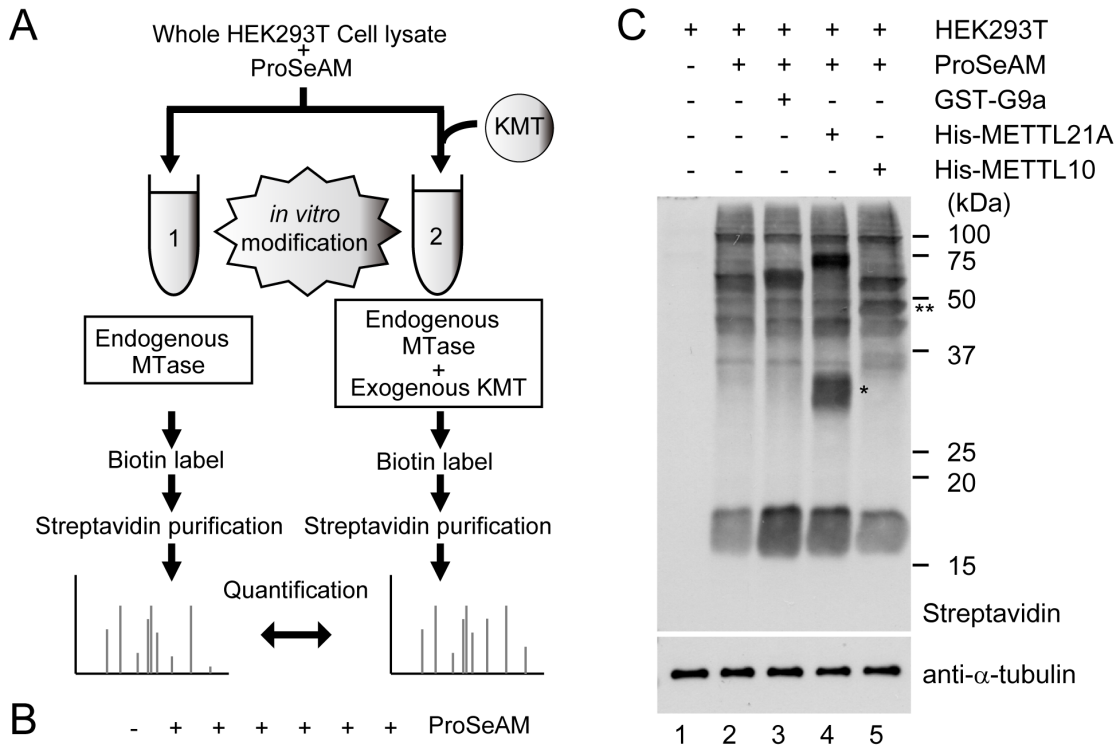 A
Whole HEK293T Cell lysate
+
ProSeAM
KMT
1
in vitro
modification
2
Endogenous
MTase
Endogenous
MTase
+
Exogenous KMT
Biotin label
Biotin label
Streptavidin purification
Streptavidin purification
Quantification
B
- + + + + + + ProSeAM
C
+ + + + + HEK293T
- + + + + ProSeAM
- - + - - GST-G9a
- - - + - His-METTL21A
- - - - + His-METTL10
(kDa)
100
75
50
**
37
*
25
20
15
Streptavidin
anti-α-tubulin
1 2 3 4 5